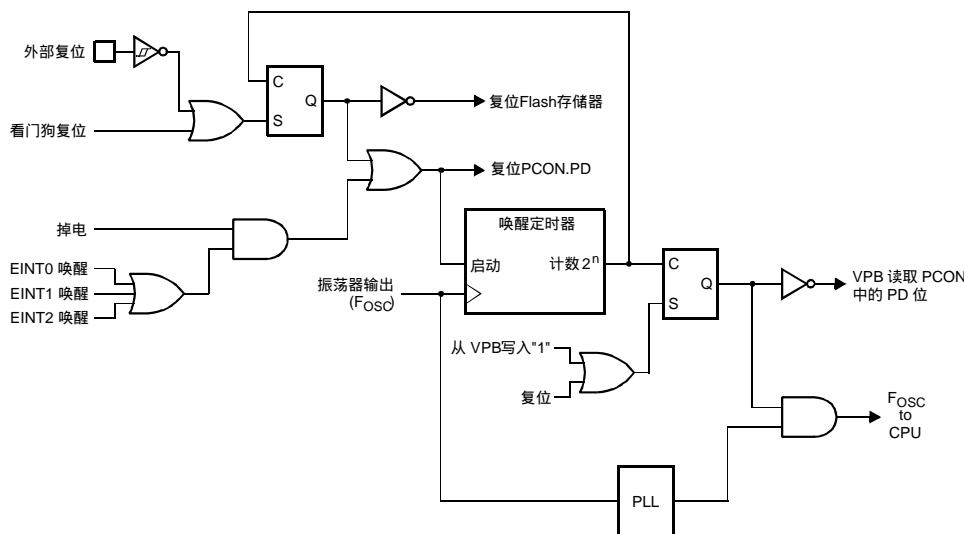 外部复位
C
Q
S
复位Flash存储器
看门狗复位
复位PCON.PD
掉电
唤醒定时器
EINT0 唤醒
EINT1 唤醒
EINT2 唤醒
启动
计数 2ⁿ
振荡器输出
(FOSC)
C
Q
S
VPB 读取 PCON
中的 PD 位
从 VPB写入"1"
复位
FOSC
to
CPU
PLL